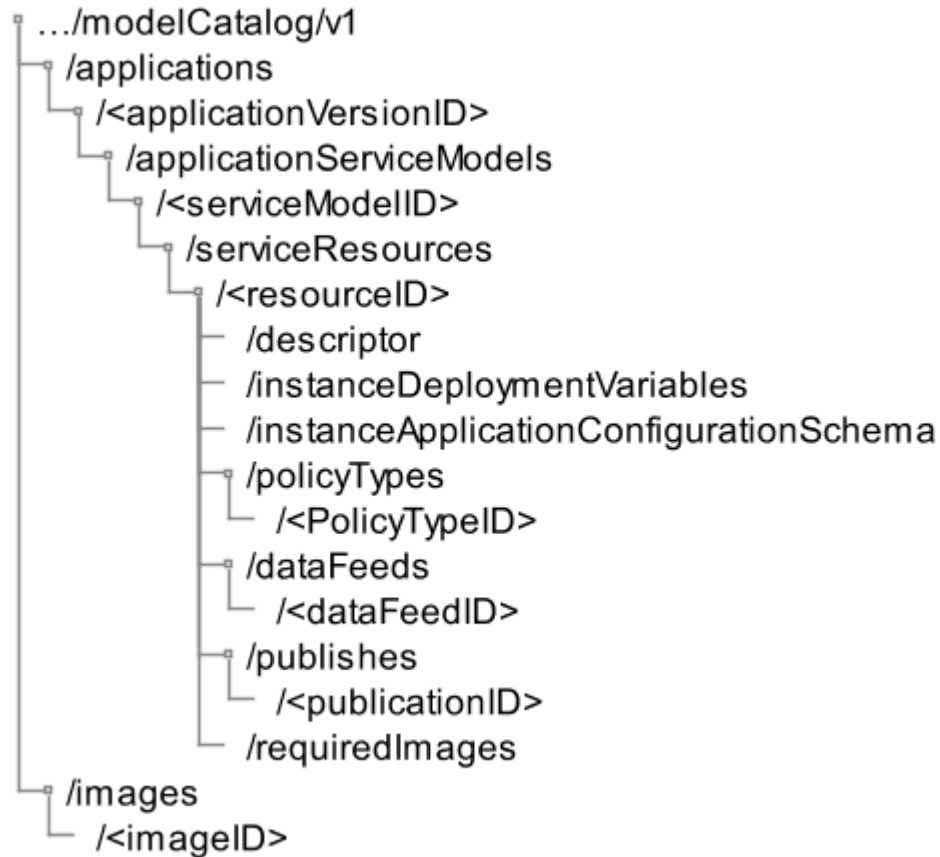 …/modelCatalog/v1
/applications
/<applicationVersionID>
/applicationServiceModels
/<serviceModelID>
/serviceResources
/<resourceID>
/descriptor
/instanceDeploymentVariables
/instanceApplicationConfigurationSchema
/policyTypes
/<PolicyTypeID>
/dataFeeds
/<dataFeedID>
/publishes
/<publicationID>
/requiredImages
/images
/<imageID>